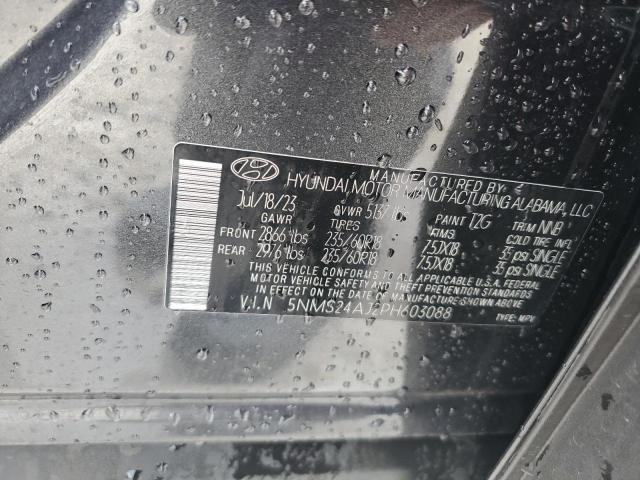 MANUFACTURED BY
HYUNDAI MOTOR MANUFACTURING ALABAMA, LLC
Jul/18/23 GVWR 5137 lbs PAINT T2G TRIM NNB
GAWR TIRES RIMS COLD TIRE INFL
FRONT 2866 lbs 235/60R18 7.5JX18 35 psi SINGLE
REAR 2976 lbs 235/60R18 7.5JX18 35 psi SINGLE
THIS VEHICLE CONFORMS TO ALL APPLICABLE U.S.A FEDERAL
SAFETY AND THEFT PREVENTION STANDARDS
IN EFFECT ON THE DATE OF MANUFACTURE SHOWN ABOVE
V.I.N 5NMS24AJ2PH603088 TYPE: MPV